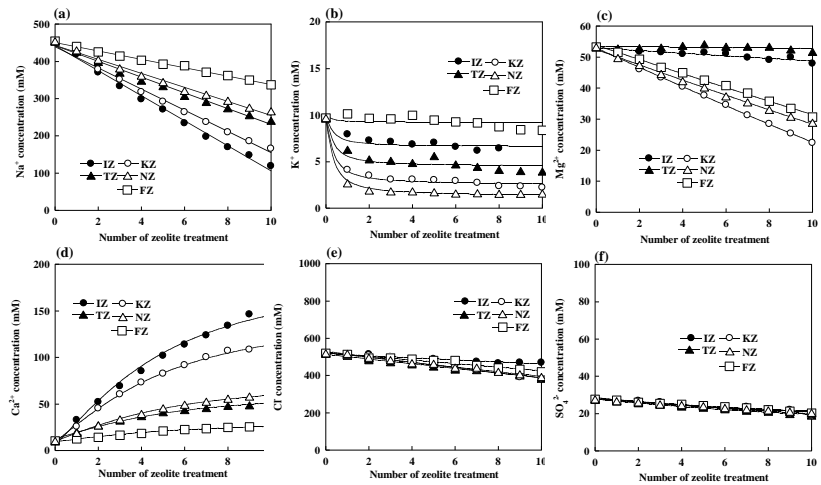 (a)
500
400
300
200
100
0
Na⁺ concentration (mM)
IZ KZ
TZ NZ
FZ
0 2 4 6 8 10
Number of zeolite treatment
(b)
20
15
10
5
0
K⁺ concentration (mM)
IZ KZ
TZ NZ
FZ
0 2 4 6 8 10
Number of zeolite treatment
(c)
60
50
40
30
20
10
0
Mg²⁺ concentration (mM)
IZ KZ
TZ NZ
FZ
0 2 4 6 8 10
Number of zeolite treatment
(d)
200
150
100
50
0
Ca²⁺ concentration (mM)
IZ KZ
TZ NZ
FZ
0 2 4 6 8
Number of zeolite treatment
(e)
1000
800
600
400
200
0
Cl⁻ concentration (mM)
IZ KZ
TZ NZ
FZ
0 2 4 6 8 10
Number of zeolite treatment
(f)
100
80
60
40
20
0
SO₄²⁻ concentration (mM)
IZ KZ
TZ NZ
FZ
0 2 4 6 8 10
Number of zeolite treatment